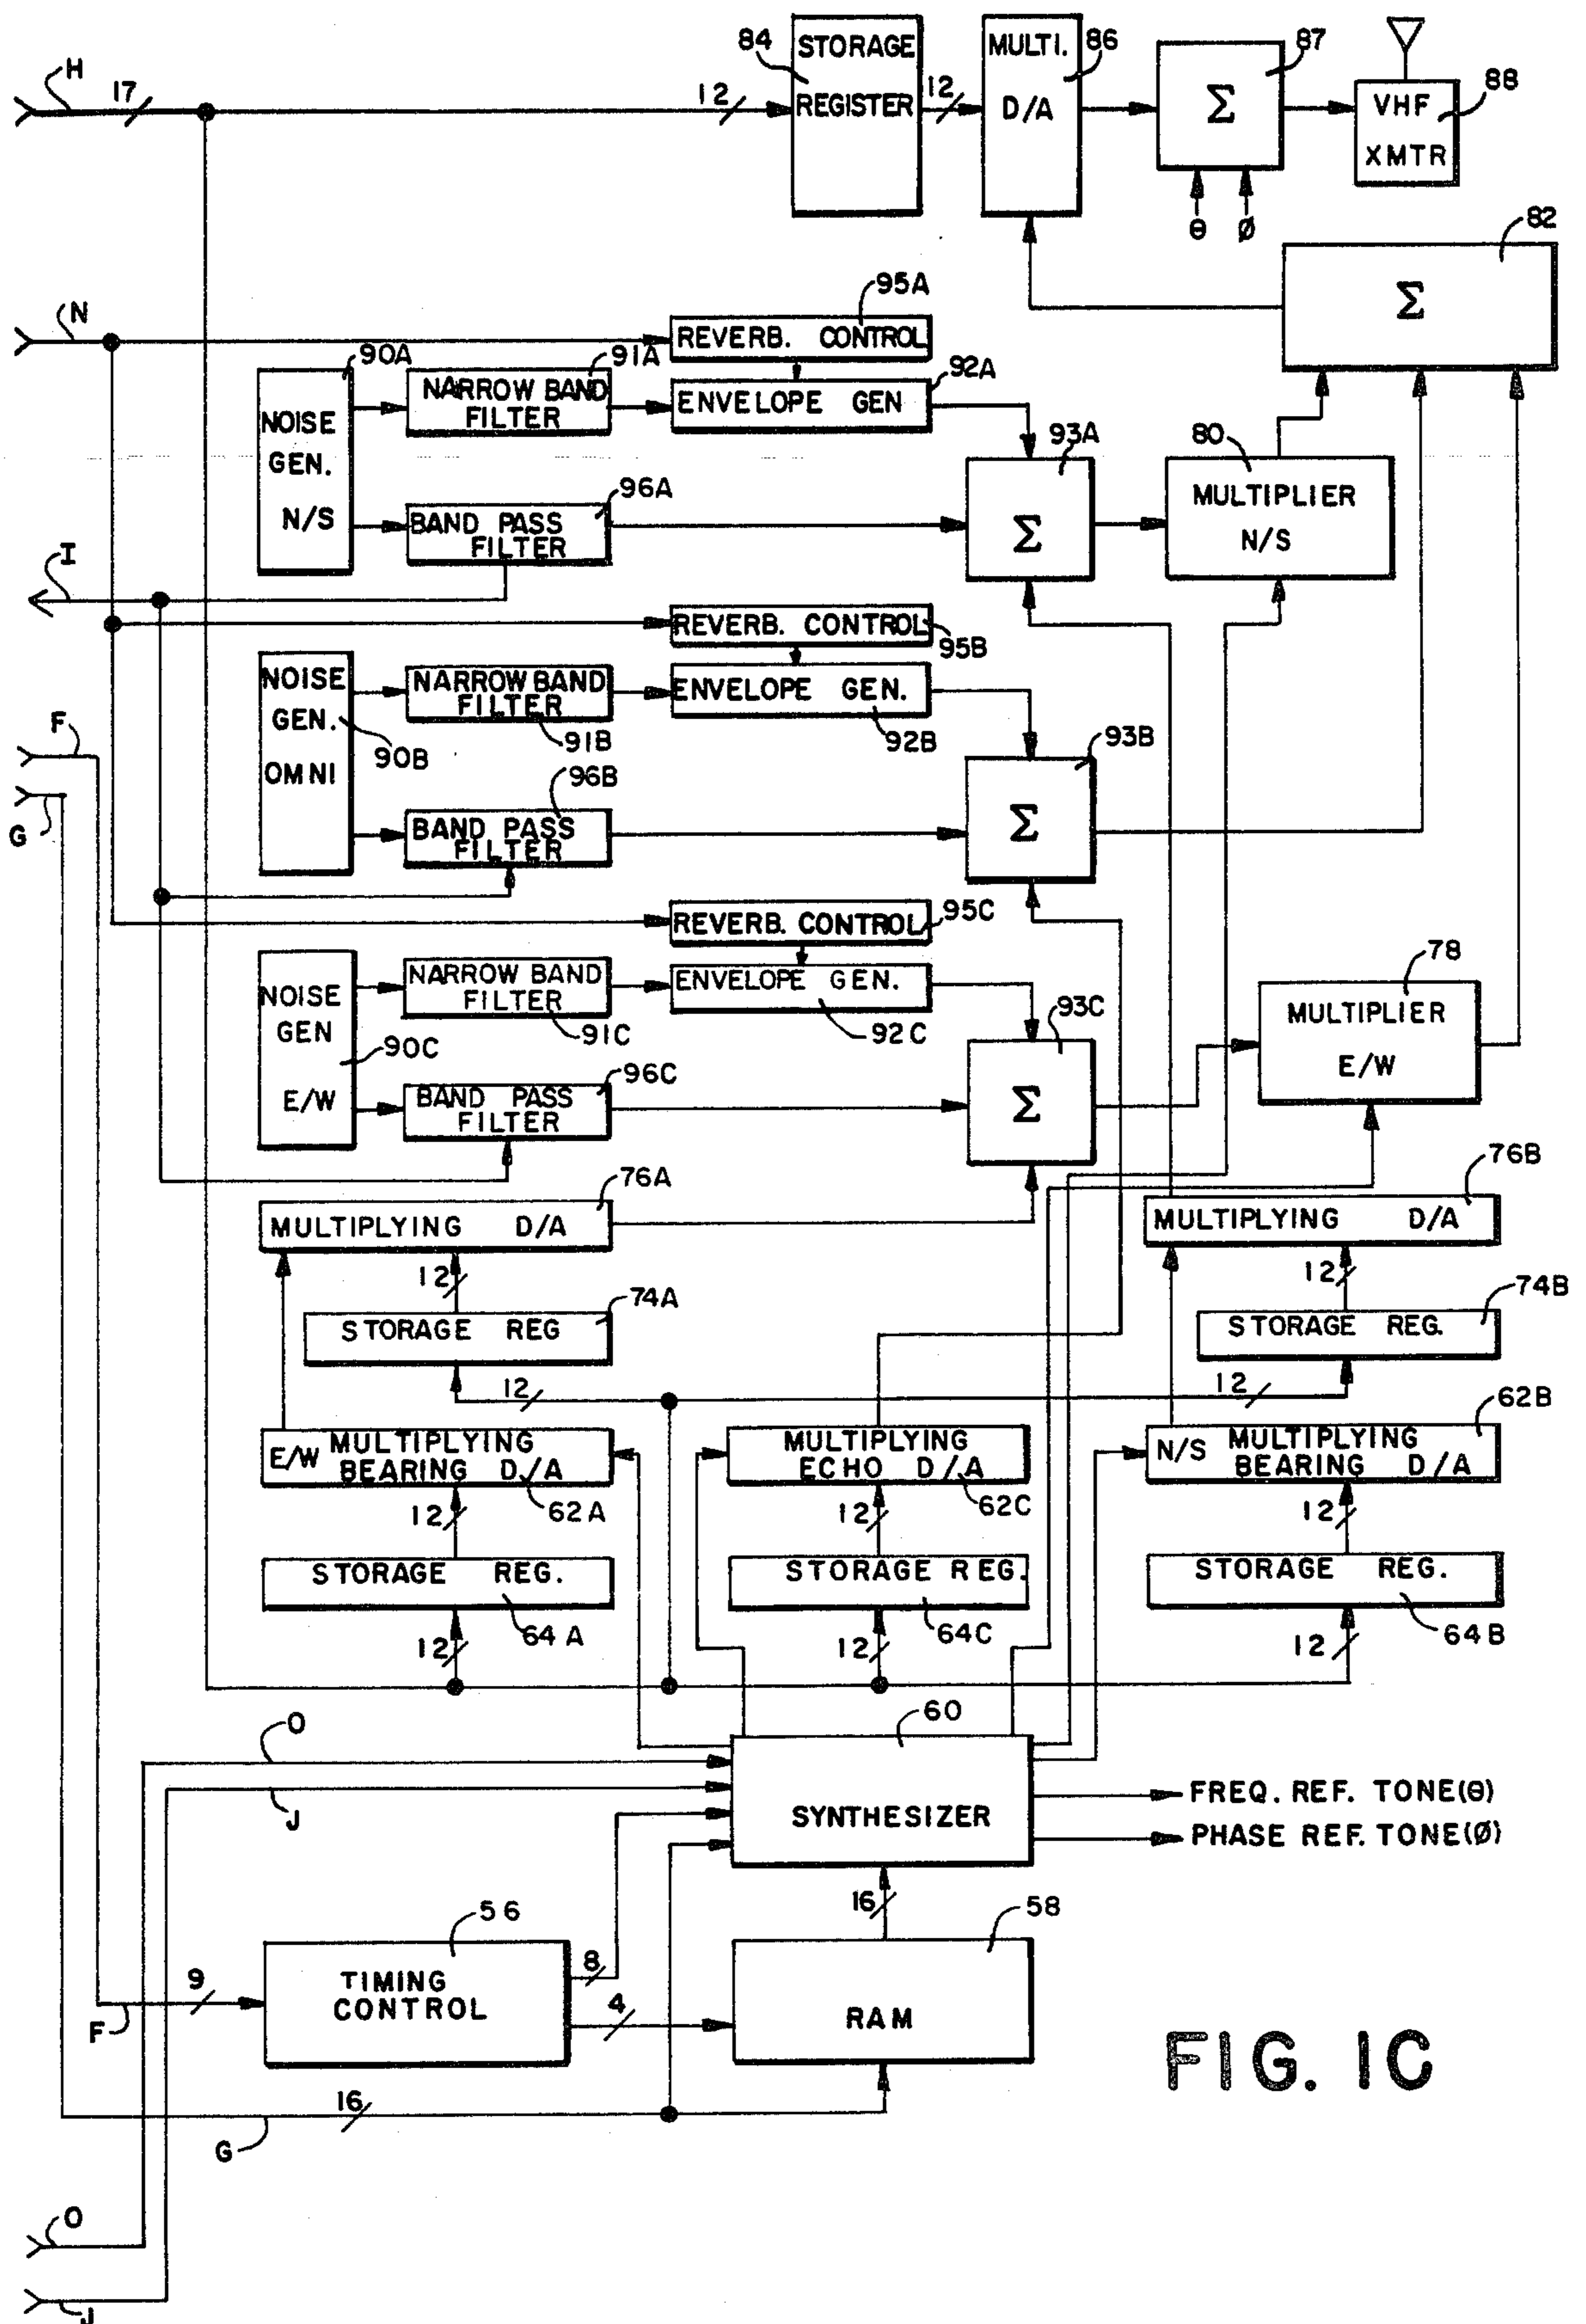 H
17
12
84
STORAGE
REGISTER
12
MULTI.
D/A
86
Σ
87
θ
Ø
VHF
XMTR
88
82
Σ
N
95A
REVERB. CONTROL
90A
91A
92A
NOISE
GEN.
N/S
NARROW BAND
FILTER
ENVELOPE GEN
93A
Σ
80
MULTIPLIER
N/S
96A
BAND PASS
FILTER
I
REVERB. CONTROL
95B
NOISE
GEN.
OMNI
90B
NARROW BAND
FILTER
91B
ENVELOPE GEN.
92B
93B
Σ
F
G
96B
BAND PASS
FILTER
REVERB. CONTROL
95C
NOISE
GEN
E/W
90C
NARROW BAND
FILTER
91C
ENVELOPE GEN.
92C
93C
Σ
78
MULTIPLIER
E/W
96C
BAND PASS
FILTER
76A
MULTIPLYING D/A
76B
MULTIPLYING D/A
12
12
74A
STORAGE REG
74B
STORAGE REG.
12
12
E/W MULTIPLYING
BEARING D/A
62A
MULTIPLYING
ECHO D/A
62C
62B
N/S MULTIPLYING
BEARING D/A
12
12
12
STORAGE REG.
64A
STORAGE REG.
64C
STORAGE REG.
64B
12
12
12
O
J
60
SYNTHESIZER
FREQ. REF. TONE(θ)
PHASE REF. TONE(Ø)
16
56
TIMING
CONTROL
9
F
8
4
58
RAM
16
G
FIG. 1C
O
J